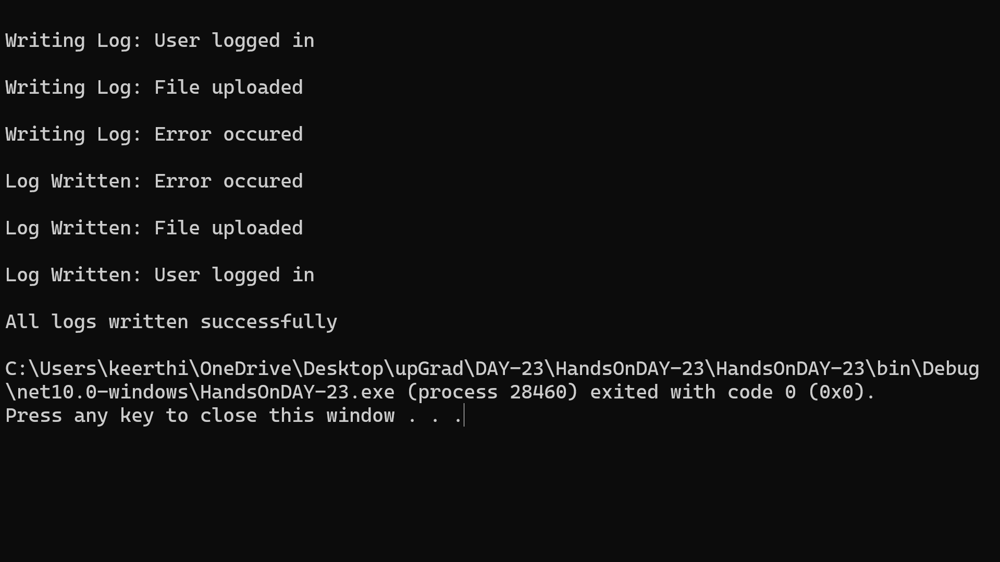 Writing Log: User logged in
Writing Log: File uploaded
Writing Log: Error occured
Log Written: Error occured
Log Written: File uploaded
Log Written: User logged in
All logs written successfully
C:\Users\keerthi\OneDrive\Desktop\upGrad\DAY-23\HandsOnDAY-23\HandsOnDAY-23\bin\Debug
\net10.0-windows\HandsOnDAY-23.exe (process 28460) exited with code 0 (0x0).
Press any key to close this window . . .